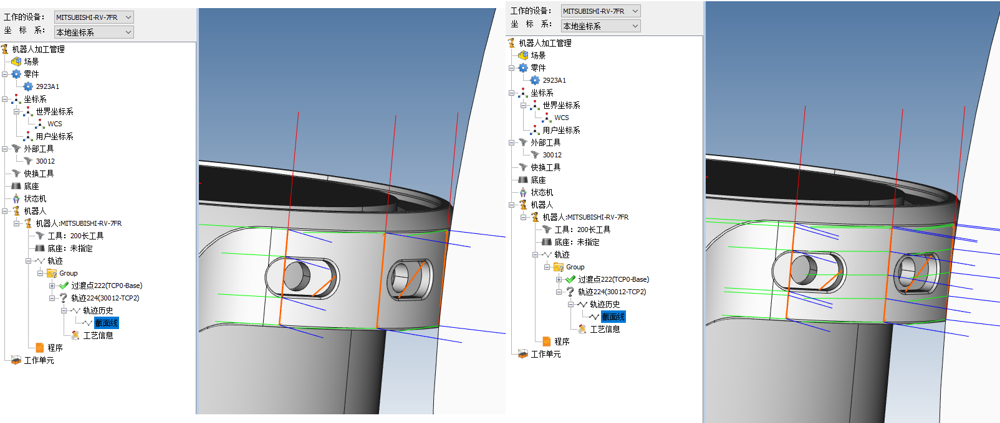 工作的设备：
MITSUBISHI-RV-7FR
坐 标 系：
本地坐标系
机器人加工管理
场景
零件
2923A1
坐标系
世界坐标系
WCS
用户坐标系
外部工具
30012
快换工具
底座
状态机
机器人
机器人:MITSUBISHI-RV-7FR
工具：200长工具
底座：未指定
轨迹
Group
过渡点222(TCP0-Base)
轨迹224(30012-TCP2)
轨迹历史
截面线
工艺信息
程序
工作单元
工作的设备：
MITSUBISHI-RV-7FR
坐 标 系：
本地坐标系
机器人加工管理
场景
零件
2923A1
坐标系
世界坐标系
WCS
用户坐标系
外部工具
30012
快换工具
底座
状态机
机器人
机器人:MITSUBISHI-RV-7FR
工具：200长工具
底座：未指定
轨迹
Group
过渡点222(TCP0-Base)
轨迹224(30012-TCP2)
轨迹历史
截面线
工艺信息
程序
工作单元